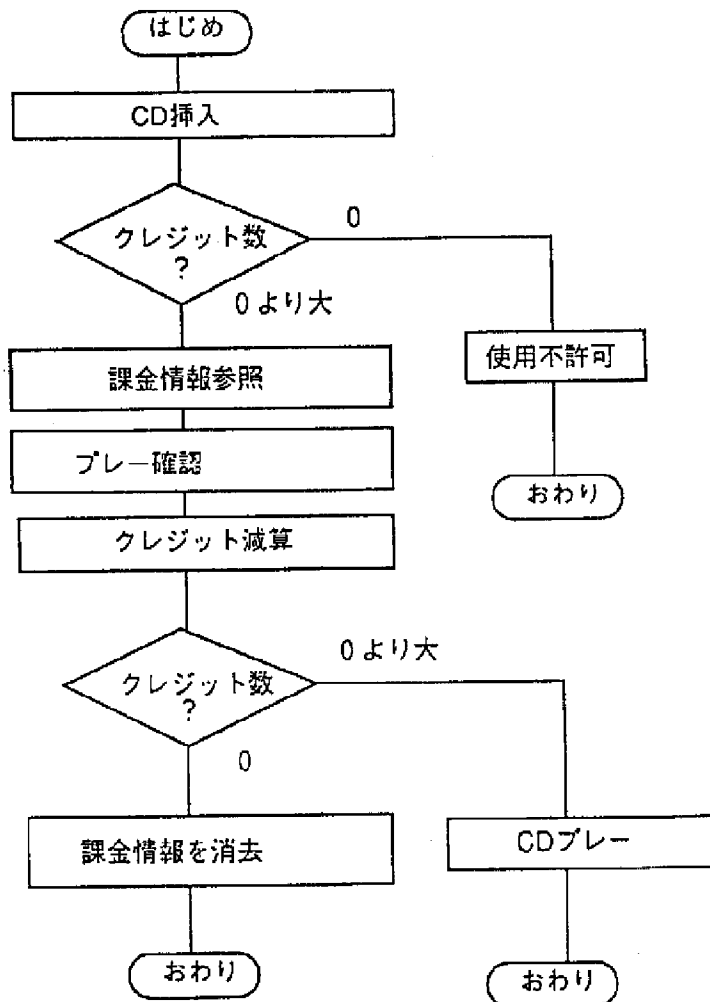 はじめ
CD挿入
クレジット数
?
0
0より大
課金情報参照
使用不許可
プレー確認
おわり
クレジット減算
0より大
クレジット数
?
0
課金情報を消去
CDプレー
おわり
おわり